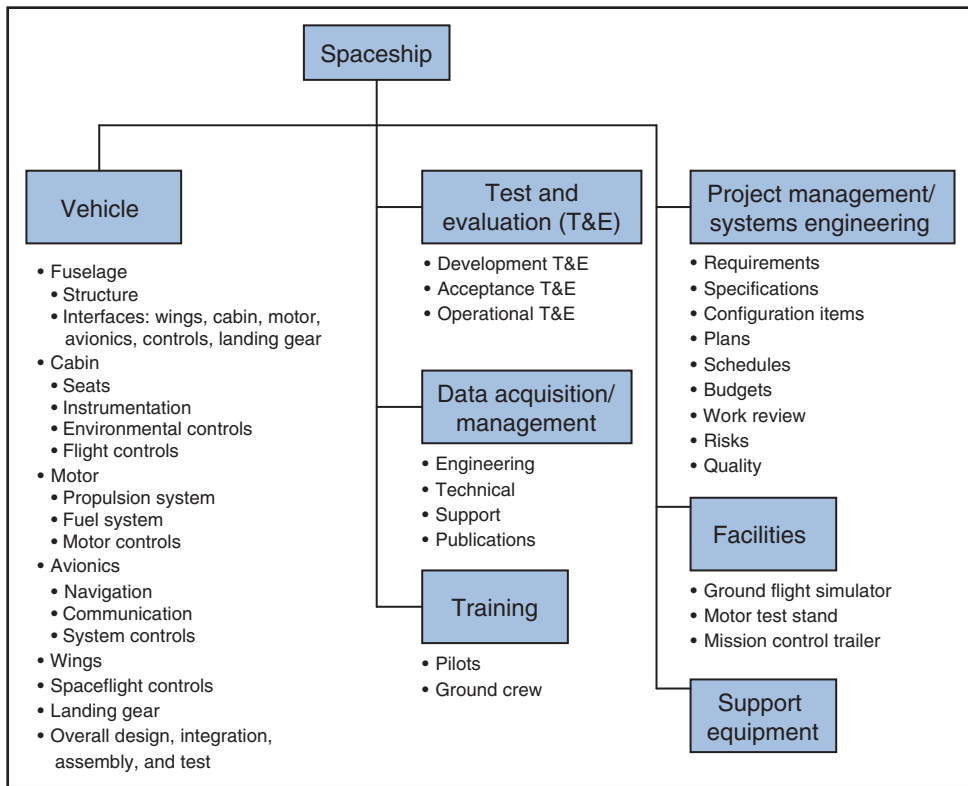 Spaceship
Vehicle
• Fuselage
• Structure
• Interfaces: wings, cabin, motor,
avionics, controls, landing gear
• Cabin
• Seats
• Instrumentation
• Environmental controls
• Flight controls
• Motor
• Propulsion system
• Fuel system
• Motor controls
• Avionics
• Navigation
• Communication
• System controls
• Wings
• Spaceflight controls
• Landing gear
• Overall design, integration,
assembly, and test
Test and
evaluation (T&E)
• Development T&E
• Acceptance T&E
• Operational T&E
Data acquisition/
management
• Engineering
• Technical
• Support
• Publications
Training
• Pilots
• Ground crew
Project management/
systems engineering
• Requirements
• Specifications
• Configuration items
• Plans
• Schedules
• Budgets
• Work review
• Risks
• Quality
Facilities
• Ground flight simulator
• Motor test stand
• Mission control trailer
Support
equipment